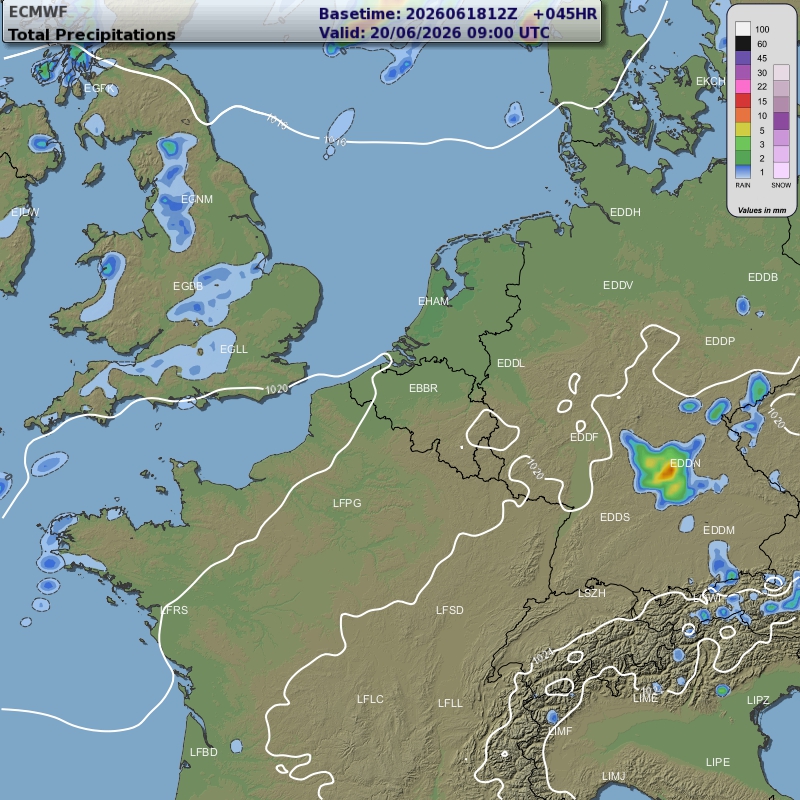 ECMWF
Total Precipitations
Basetime: 2026061812Z +045HR
Valid: 20/06/2026 09:00 UTC
100
60
45
30
22
15
10
5
3
2
1
RAIN
SNOW
Values in mm
EGPK
EKCH
1016
1016
EGNM
EIDW
EDDH
EGBB
EDDV
EDDB
EHAM
EGLL
EDDP
EDDL
1020
EBBR
1020
EDDF
1020
EDDN
LFPG
EDDS
EDDM
LSZH
LFRS
LFSD
1020
LFLC
LFLL
LIME
LIPZ
LIMF
LFBD
LIPE
LIMJ